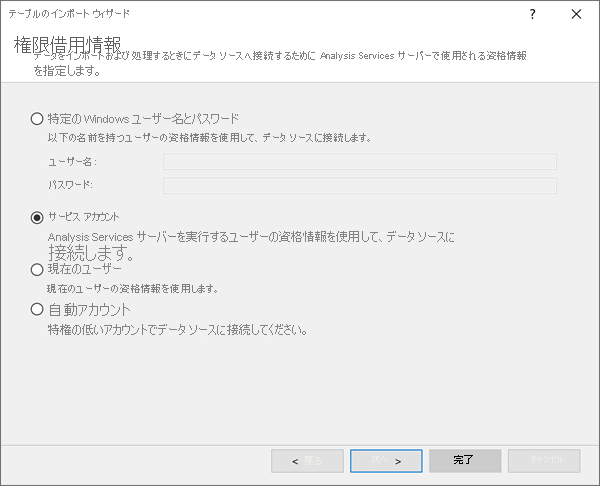 テーブルのインポート ウィザード
?
権限借用情報
データをインポートおよび処理するときにデータ ソースへ接続するために Analysis Services サーバーで使用される資格情報
を指定します。
特定の Windows ユーザー名とパスワード
以下の名前を持つユーザーの資格情報を使用して、データ ソースに接続します。
ユーザー名:
パスワード:
サービス アカウント
Analysis Services サーバーを実行するユーザーの資格情報を使用して、データ ソースに
接続します。
現在のユーザー
現在のユーザーの資格情報を使用します。
自動アカウント
特権の低いアカウントでデータ ソースに接続してください。
< 戻る
次へ >
完了
キャンセル